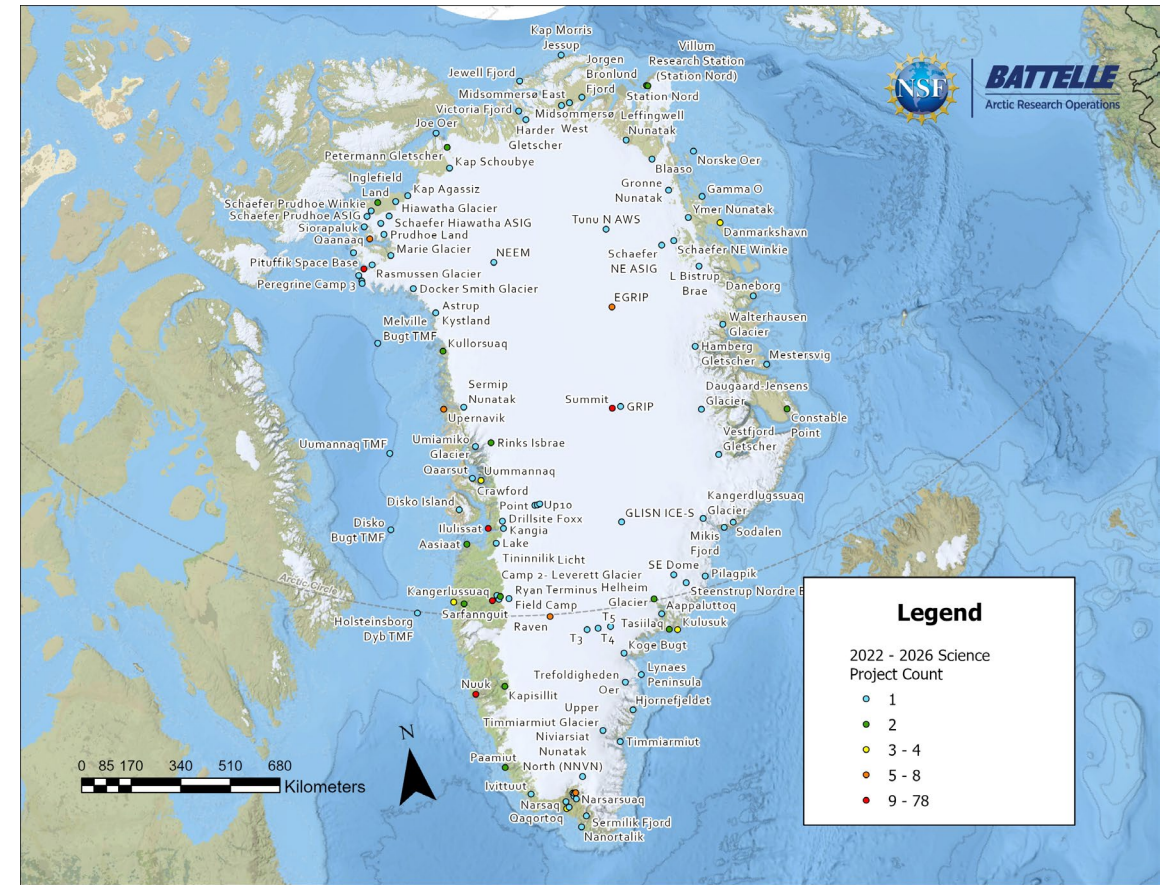 Kap Morris
Jessup
Villum
Research Station
(Station Nord)
Jorgen
Bronlund
Fjord
Jewell Fjord
Midsommersø East
Station Nord
Victoria Fjord
Midsommersø
West
Leffingwell
Nunatak
Joe Oer
Harder
Gletscher
Petermann Gletscher
Kap Schoubye
Blaaso
Norske Oer
Inglefield
Land
Kap Agassiz
Gronne
Nunatak
Gamma O
Schaefer Prudhoe Winkie
Hiawatha Glacier
Ymer Nunatak
Schaefer Prudhoe ASIG
Schaefer Hiawatha ASIG
Tunu N AWS
Danmarkshavn
Siorapaluk
Prudhoe Land
Qaanaaq
Marie Glacier
Schaefer
NE ASIG
Schaefer NE Winkie
NEEM
Pituffik Space Base
Rasmussen Glacier
L Bistrup
Brae
Peregrine Camp 3
Docker Smith Glacier
Daneborg
EGRIP
Astrup
Kystland
Melville
Bugt TMF
Walterhausen
Glacier
Kullorsuaq
Hamberg
Gletscher
Mestersvig
Sermip
Nunatak
Daugaard-Jensens
Glacier
Summit
GRIP
Upernavik
Constable
Point
Vestfjord
Gletscher
Uumannaq TMF
Umiamiko
Glacier
Rinks Isbrae
Qaarsut
Uummannaq
Crawford
Point
Up10
Disko Island
Kangerdlugssuaq
Glacier
GLISN ICE-S
Drillsite Foxx
Disko
Bugt TMF
Ilulissat
Kangia
Mikis
Fjord
Sodalen
Aasiaat
Lake
Tininnilik
Licht
SE Dome
Pilagpik
Arctic Circle
Camp 2- Leverett Glacier
Kangerlussuaq
Ryan Terminus
Field Camp
Helheim
Glacier
Steenstrup Nordre B
Sarfannguit
Aappaluttoq
Holsteinsborg
Dyb TMF
Raven
T3
T5
T4
Tasiilaq
Kulusuk
Koge Bugt
Lynaes
Peninsula
Trefoldigheden
Oer
Nuuk
Kapisillit
Hjornefjeldet
Upper
Timmiarmiut Glacier
Niviarsiat
Nunatak
North (NNVN)
Timmiarmiut
Paamiut
Ivittuut
Narsaq
Narsarsuaq
Qaqortoq
Sermilik Fjord
Nanortalik
N
0 85 170 340 510 680
Kilometers
NSF
BATTELLE
Arctic Research Operations
Legend
2022 - 2026 Science
Project Count
1
2
3 - 4
5 - 8
9 - 78